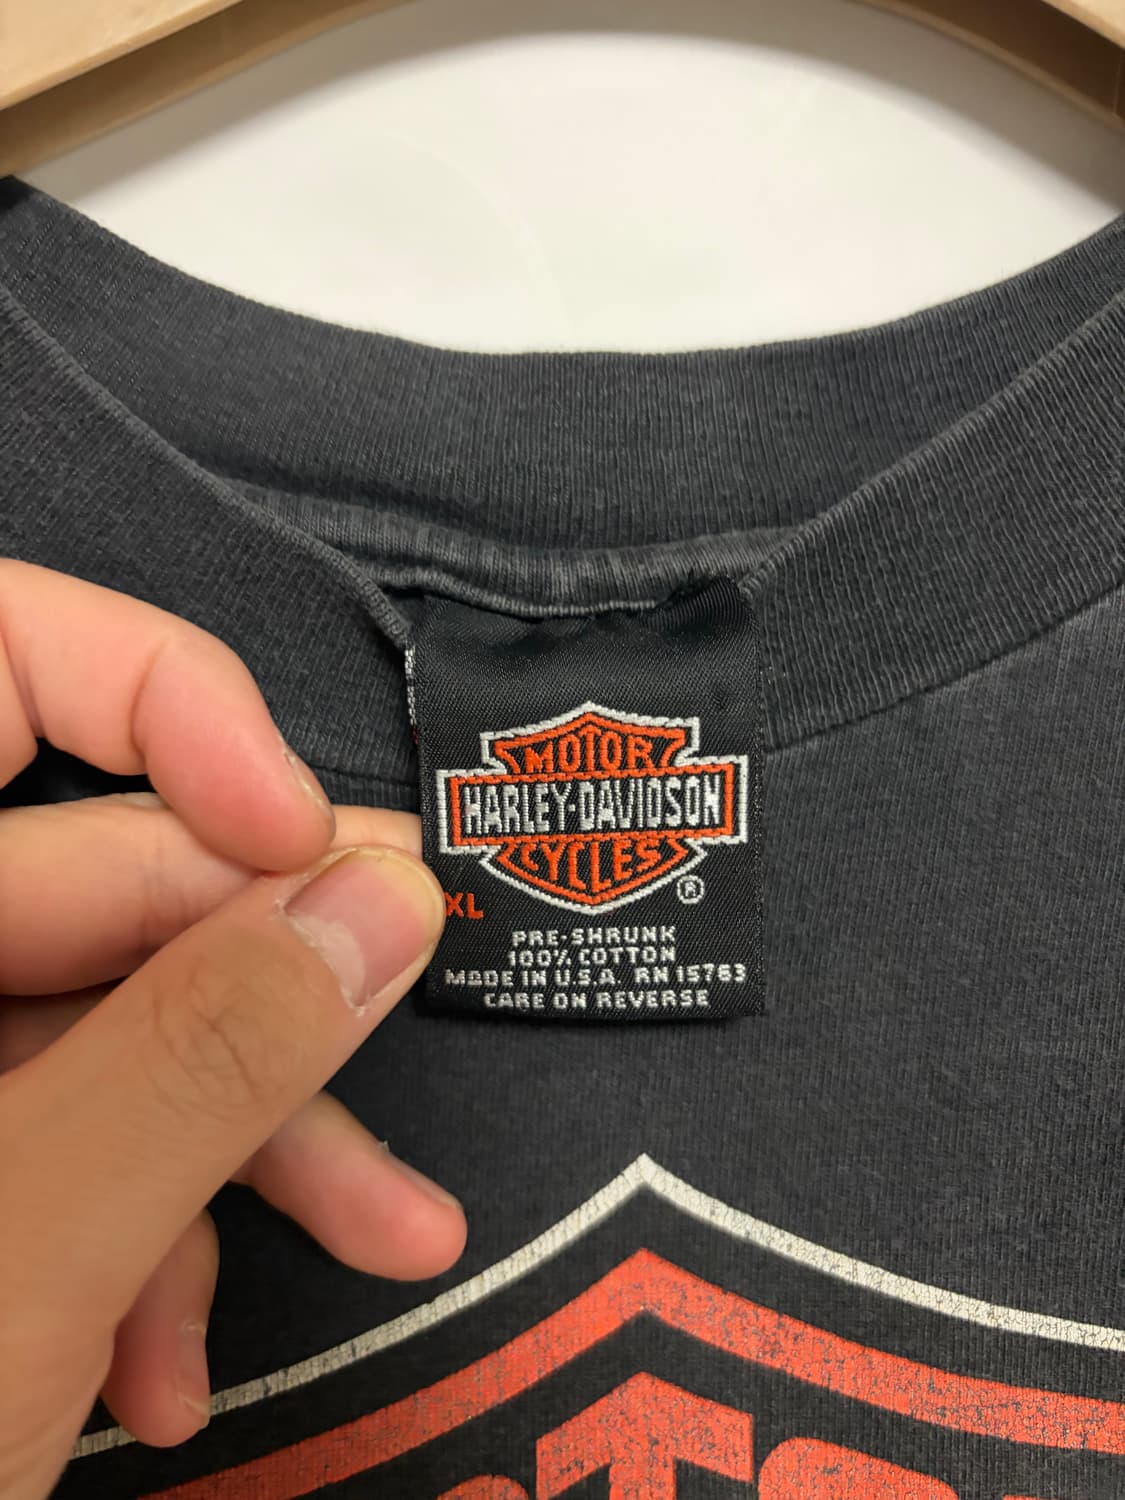 MOTOR
HARLEY-DAVIDSON
CYCLES
®
XL
PRE-SHRUNK
100% COTTON
MADE IN U.S.A. RN 15763
CARE ON REVERSE